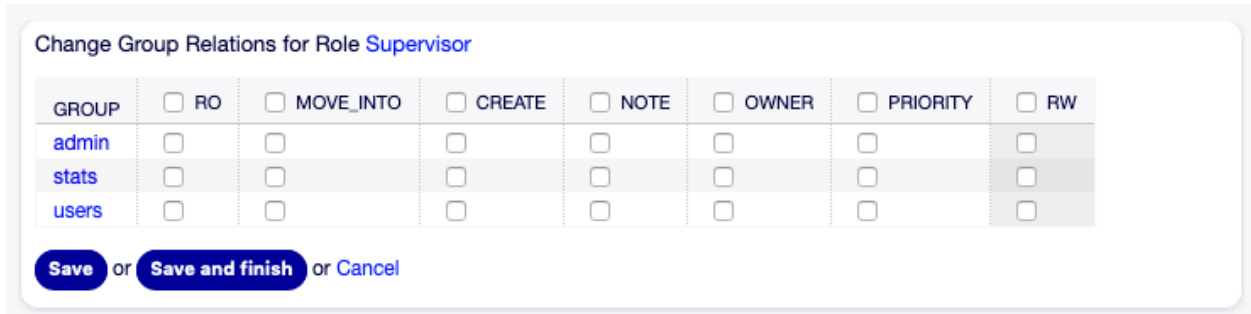 Change Group Relations for Role Supervisor
GROUP RO MOVE_INTO CREATE NOTE OWNER PRIORITY RW
admin
stats
users
Save or Save and finish or Cancel